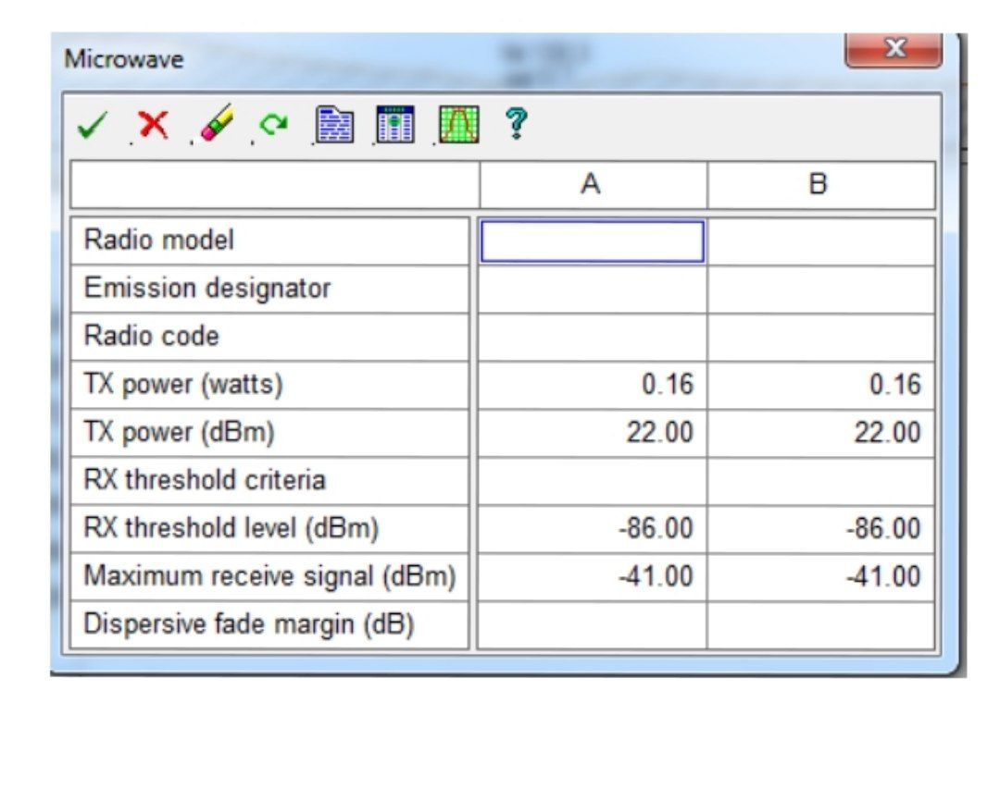 Microwave
A B
Radio model
Emission designator
Radio code
TX power (watts) 0.16 0.16
TX power (dBm) 22.00 22.00
RX threshold criteria
RX threshold level (dBm) -86.00 -86.00
Maximum receive signal (dBm) -41.00 -41.00
Dispersive fade margin (dB)